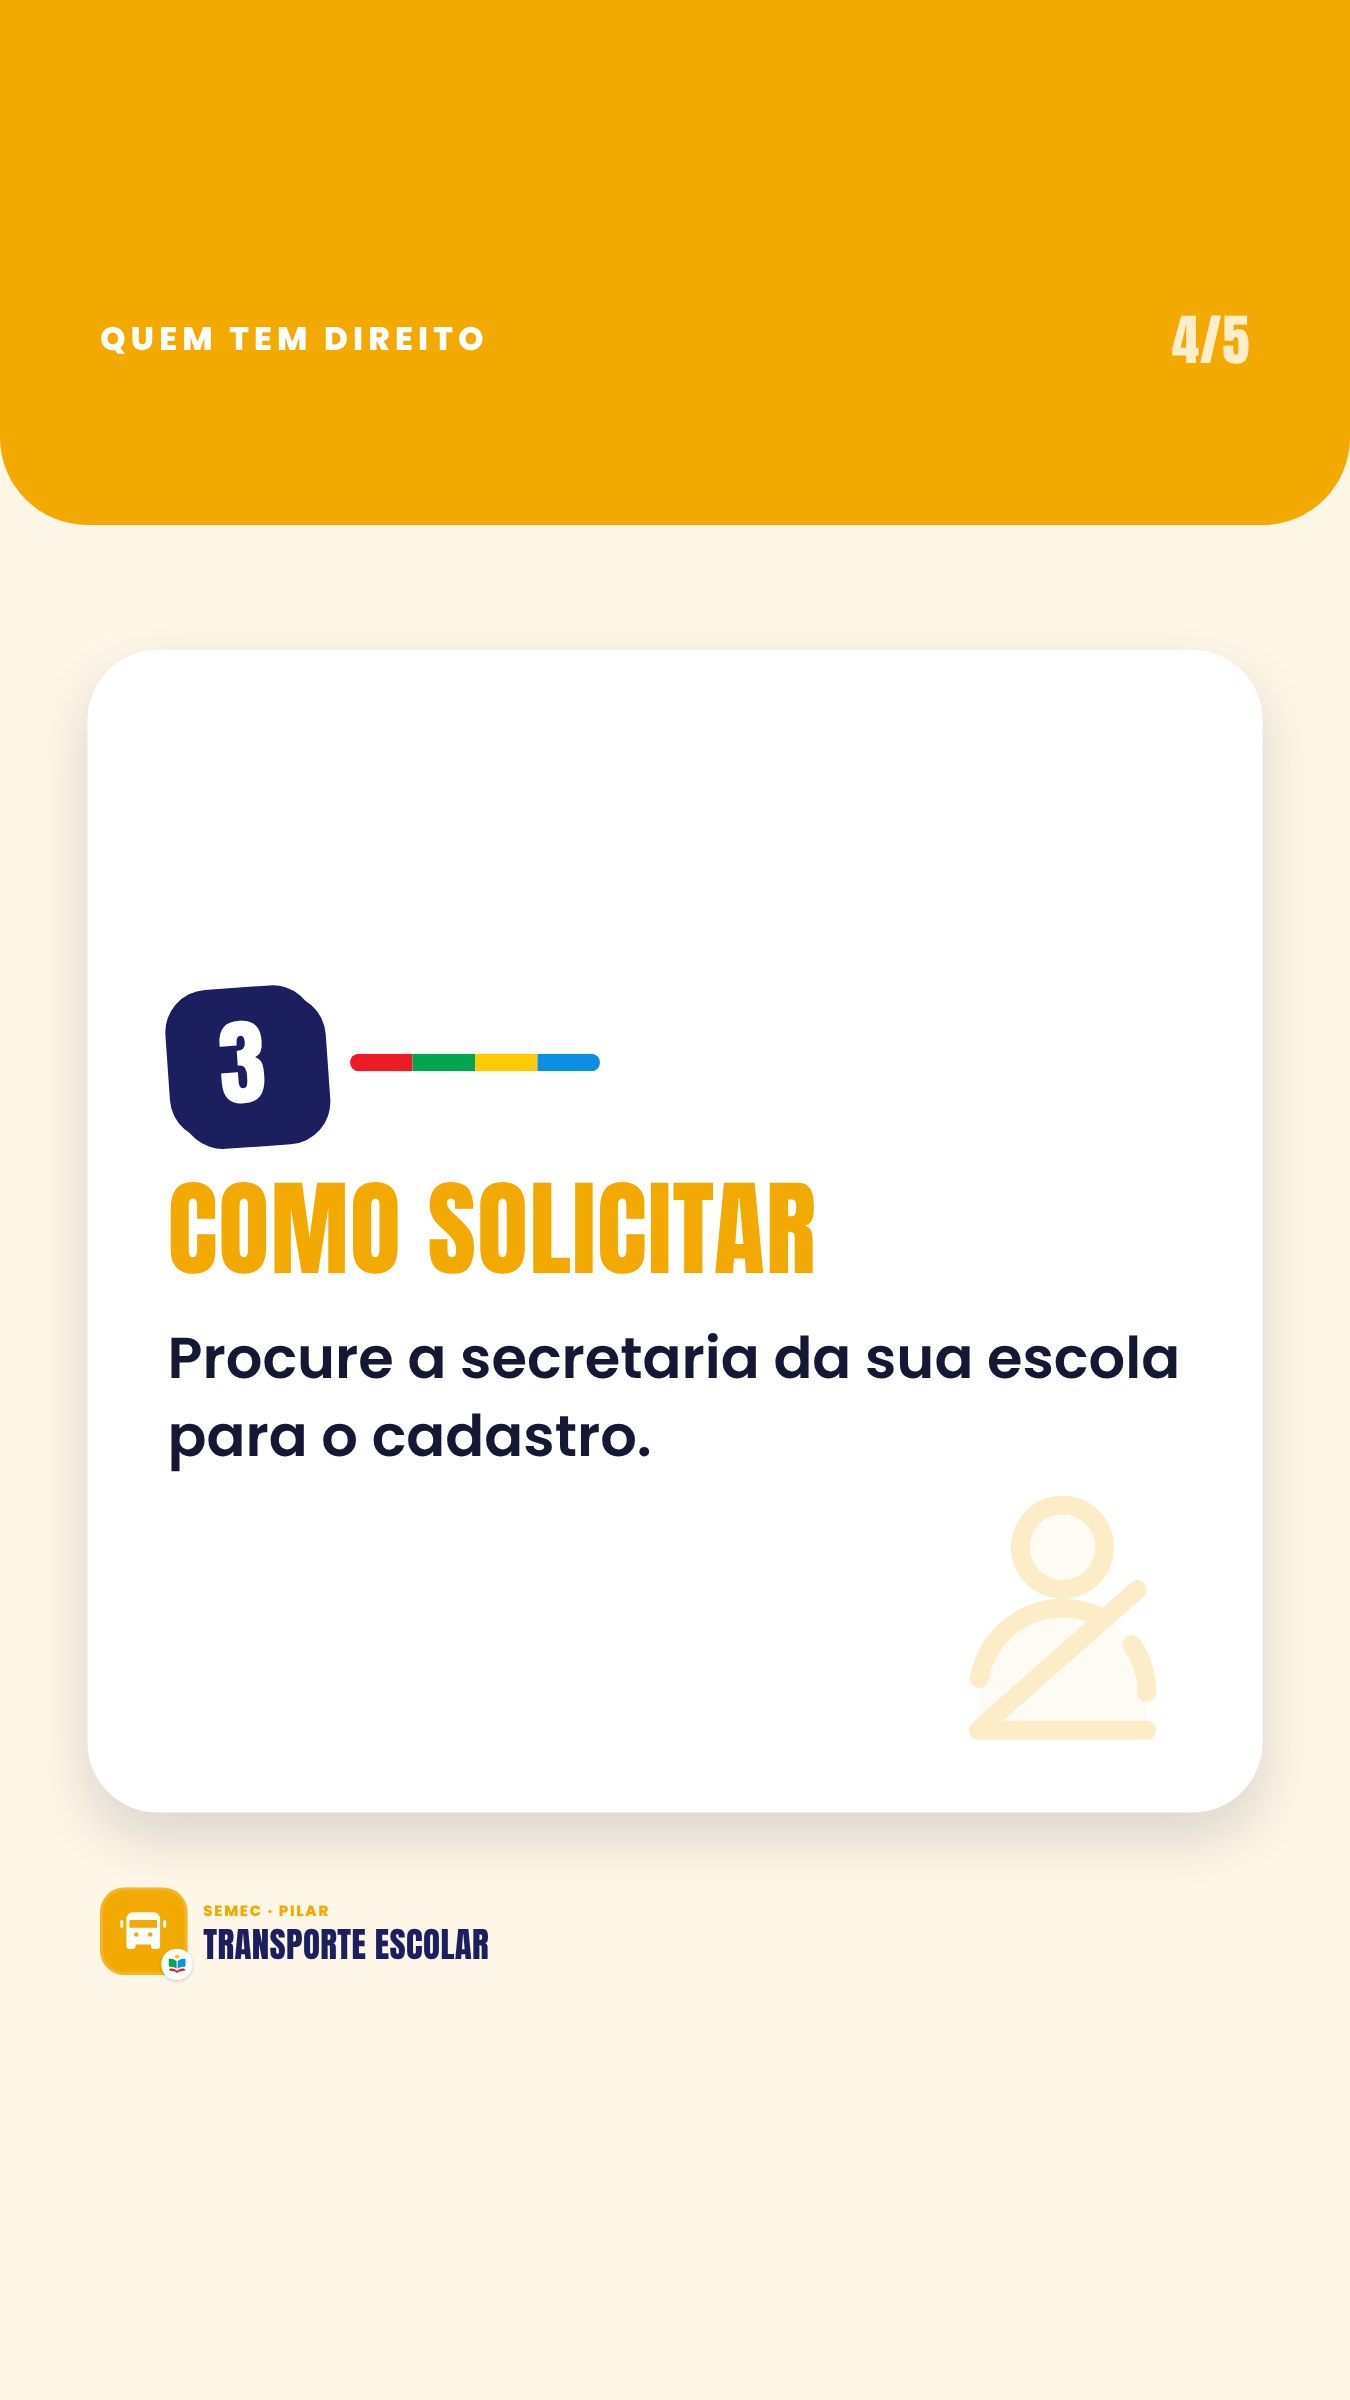 QUEM TEM DIREITO
4/5
3
COMO SOLICITAR
Procure a secretaria da sua escola
para o cadastro.
SEMEC · PILAR
TRANSPORTE ESCOLAR